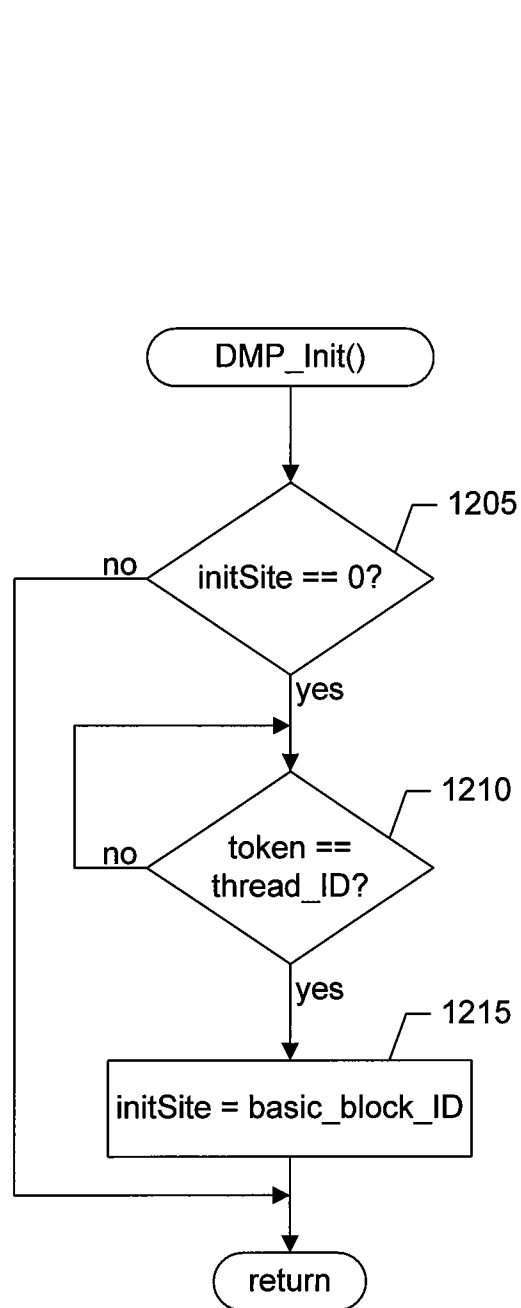 DMP_Init()
1205
no
initSite == 0?
yes
1210
no
token ==
thread_ID?
yes
1215
initSite = basic_block_ID
return